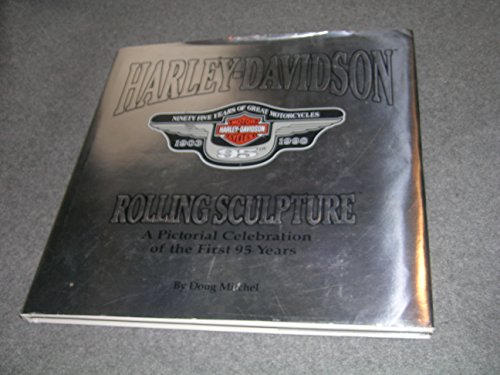 HARLEY-DAVIDSON
NINETY FIVE YEARS OF GREAT MOTORCYCLES
MOTOR
HARLEY-DAVIDSON
CYCLES
1903 95TH 1998
ROLLING SCULPTURE
A Pictorial Celebration
of the First 95 Years
By Doug Mitchel